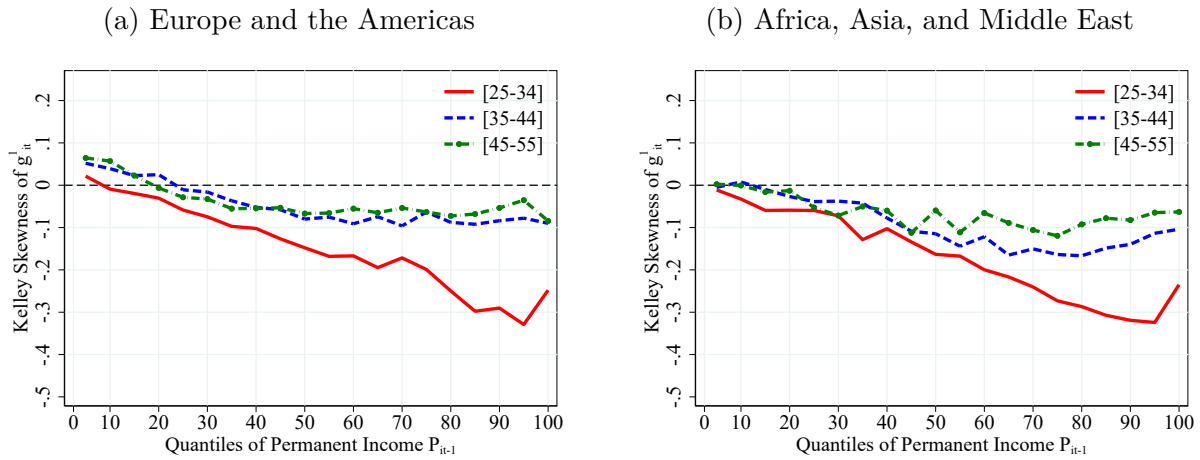 (a) Europe and the Americas
Kelley Skewness of g¹ᵢₜ
.2
.1
0
-.1
-.2
-.3
-.4
-.5
[25-34]
[35-44]
[45-55]
0 10 20 30 40 50 60 70 80 90 100
Quantiles of Permanent Income Pᵢₜ₋₁
(b) Africa, Asia, and Middle East
Kelley Skewness of g¹ᵢₜ
.2
.1
0
-.1
-.2
-.3
-.4
-.5
[25-34]
[35-44]
[45-55]
0 10 20 30 40 50 60 70 80 90 100
Quantiles of Permanent Income Pᵢₜ₋₁